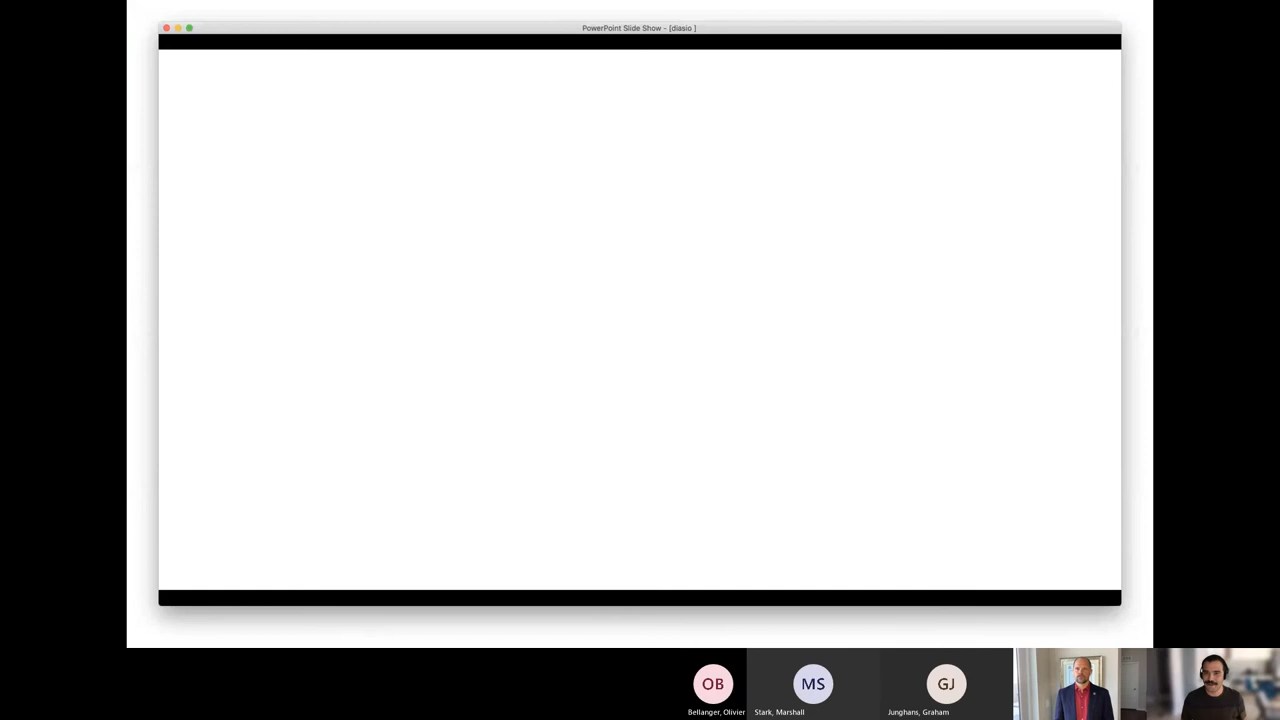 PowerPoint Slide Show - [diasio ]
OB
MS
GJ
Bellanger, Olivier
Stark, Marshall
Junghans, Graham